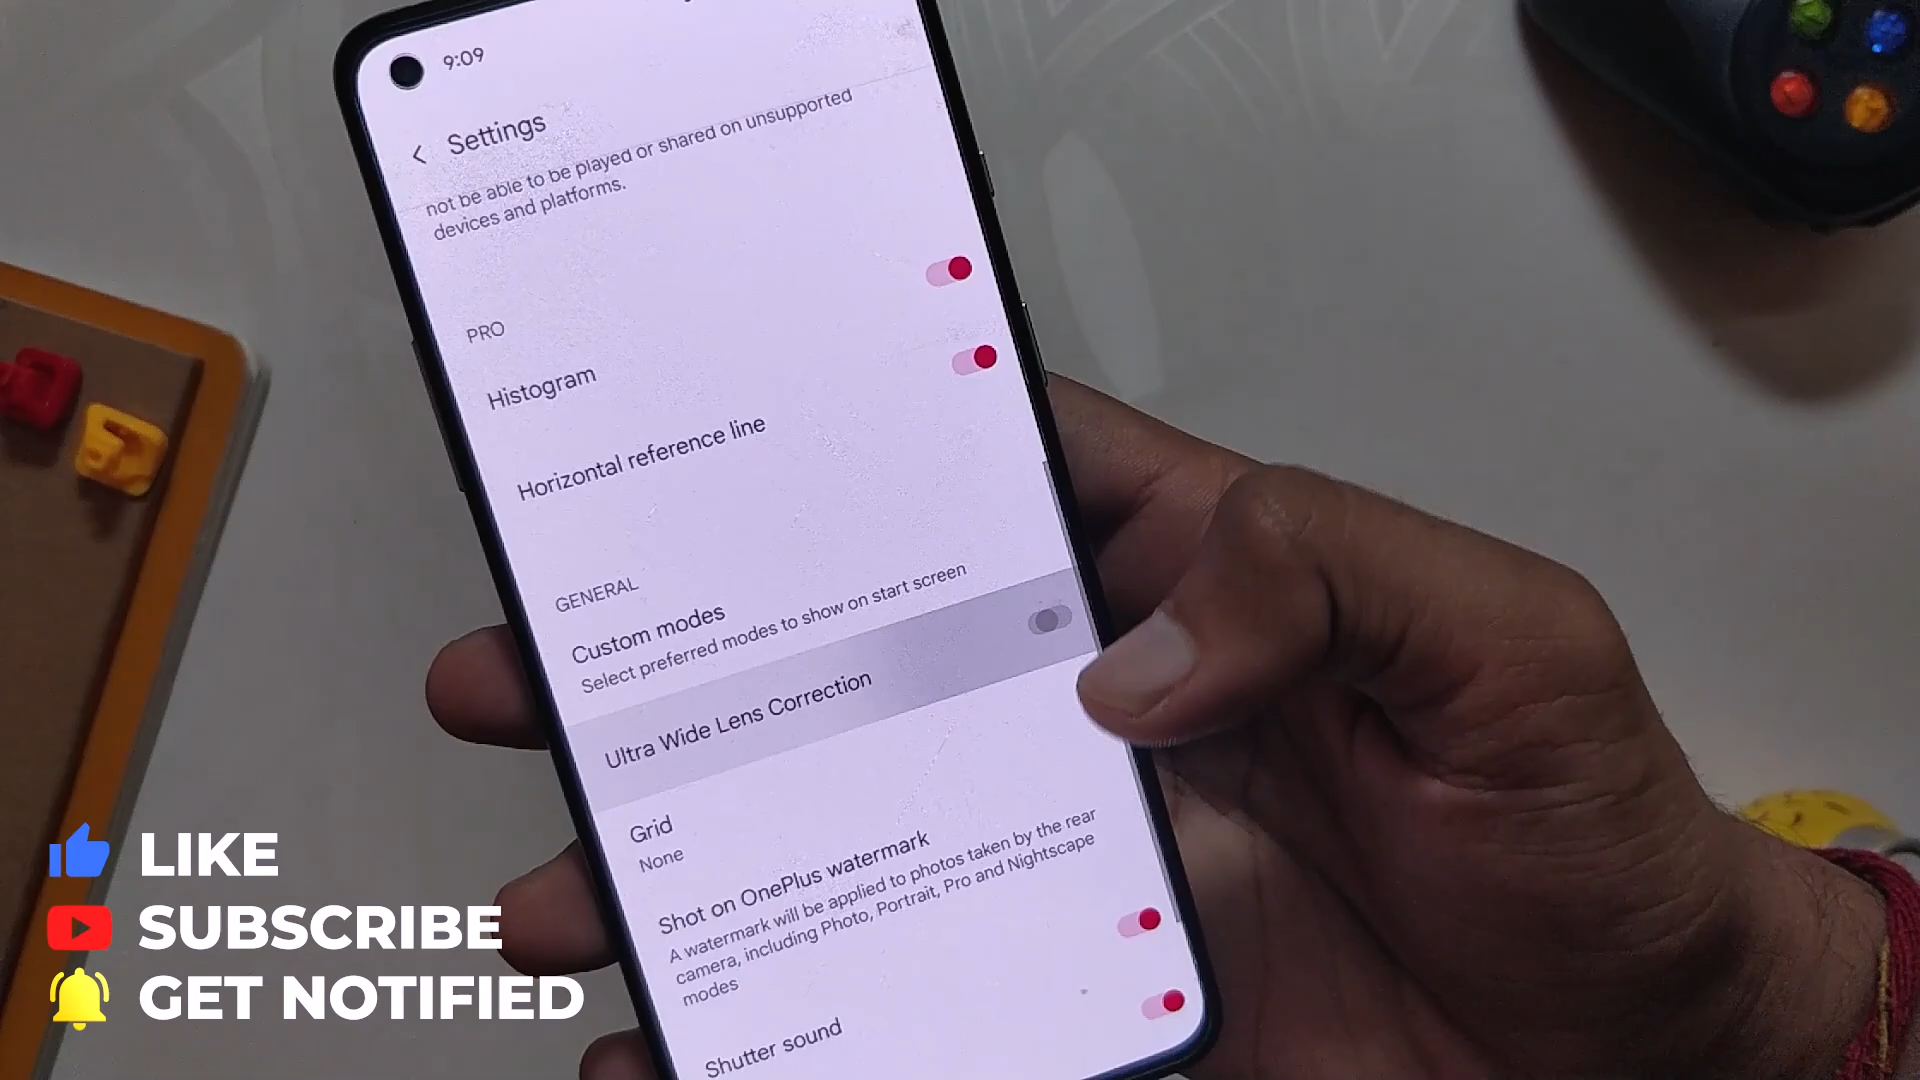 9:09
Settings
not be able to be played or shared on unsupported
devices and platforms.
PRO
Histogram
Horizontal reference line
GENERAL
Custom modes
Select preferred modes to show on start screen
Ultra Wide Lens Correction
Grid
None
Shot on OnePlus watermark
A watermark will be applied to photos taken by the rear
camera, including Photo, Portrait, Pro and Nightscape
modes
Shutter sound
LIKE
SUBSCRIBE
GET NOTIFIED